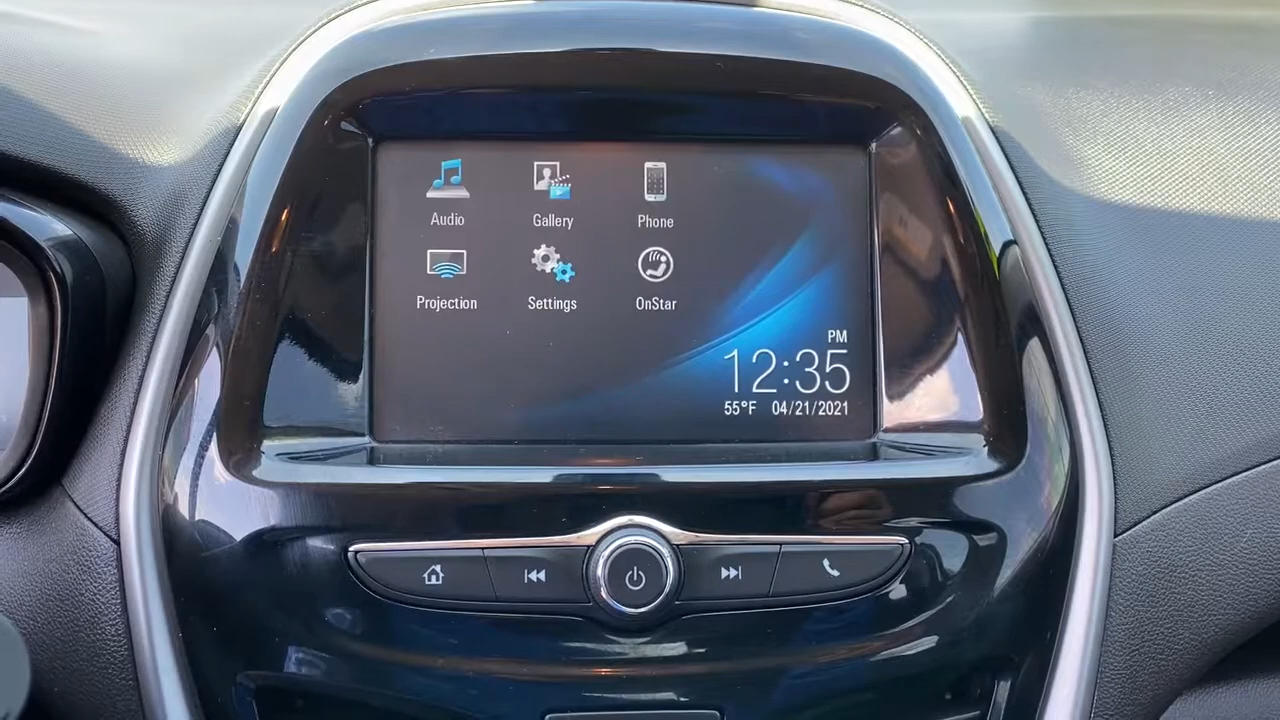 Audio Gallery Phone
Projection Settings OnStar
PM
12:35
55°F 04/21/2021